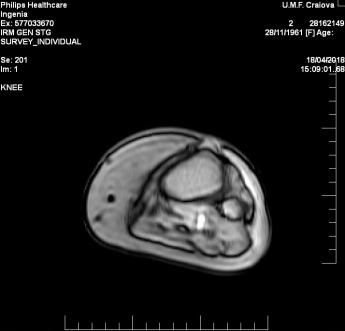 Philips Healthcare
Ingenia
Ex: 577033670
IRM GEN STG
SURVEY_INDIVIDUAL
Se: 201
Im: 1
KNEE
U.M.F. Craiova
2 28162149
28/11/1961 [F] Age:
18/04/2018
15:09:01..68